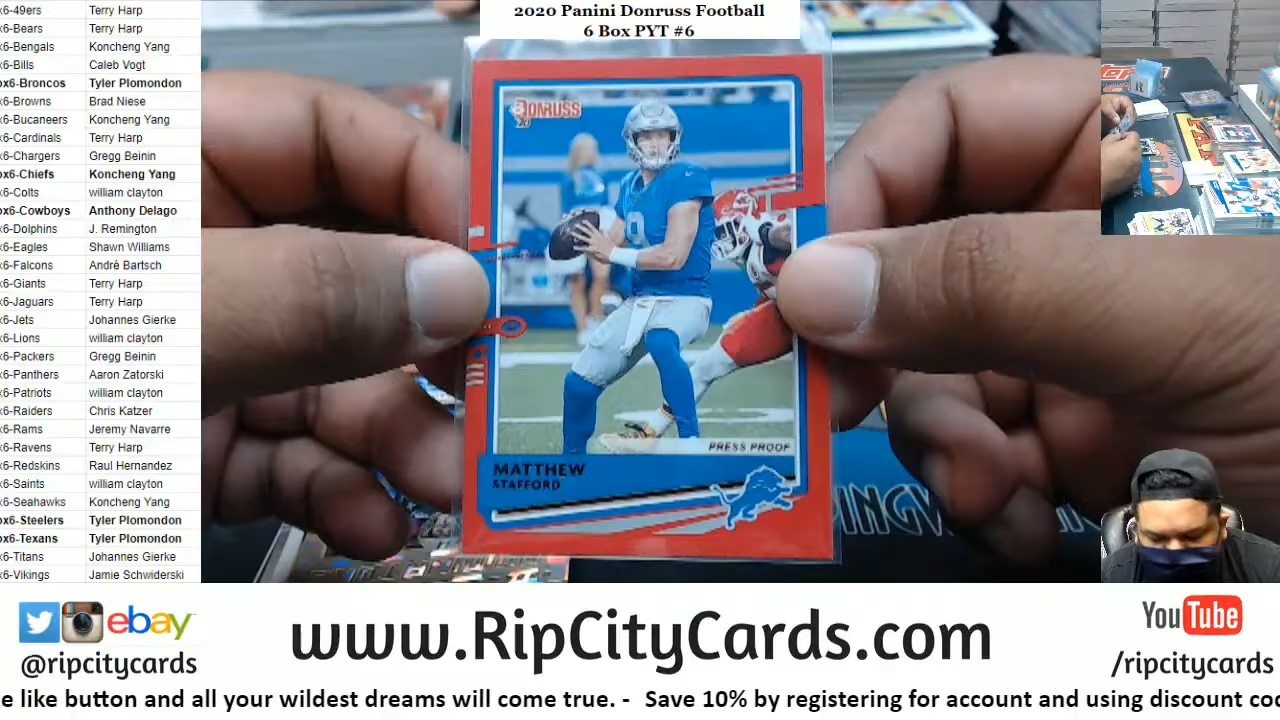 2020 Panini Donruss Football
6 Box PYT #6
x6-49ers Terry Harp
x6-Bears Terry Harp
x6-Bengals Koncheng Yang
x6-Bills Caleb Vogt
ox6-Broncos Tyler Plomondon
x6-Browns Brad Niese
x6-Bucaneers Koncheng Yang
x6-Cardinals Terry Harp
x6-Chargers Gregg Beinin
ox6-Chiefs Koncheng Yang
x6-Colts william clayton
ox6-Cowboys Anthony Delago
x6-Dolphins J. Remington
x6-Eagles Shawn Williams
x6-Falcons André Bartsch
x6-Giants Terry Harp
x6-Jaguars Terry Harp
x6-Jets Johannes Gierke
x6-Lions william clayton
x6-Packers Gregg Beinin
x6-Panthers Aaron Zatorski
x6-Patriots william clayton
x6-Raiders Chris Katzer
x6-Rams Jeremy Navarre
x6-Ravens Terry Harp
x6-Redskins Raul Hernandez
x6-Saints william clayton
x6-Seahawks Koncheng Yang
ox6-Steelers Tyler Plomondon
ox6-Texans Tyler Plomondon
x6-Titans Johannes Gierke
x6-Vikings Jamie Schwiderski
DONRUSS
20
9
PRESS PROOF
MATTHEW
STAFFORD
ebay
@ripcitycards
www.RipCityCards.com
YouTube
/ripcitycards
e like button and all your wildest dreams will come true. - Save 10% by registering for account and using discount co